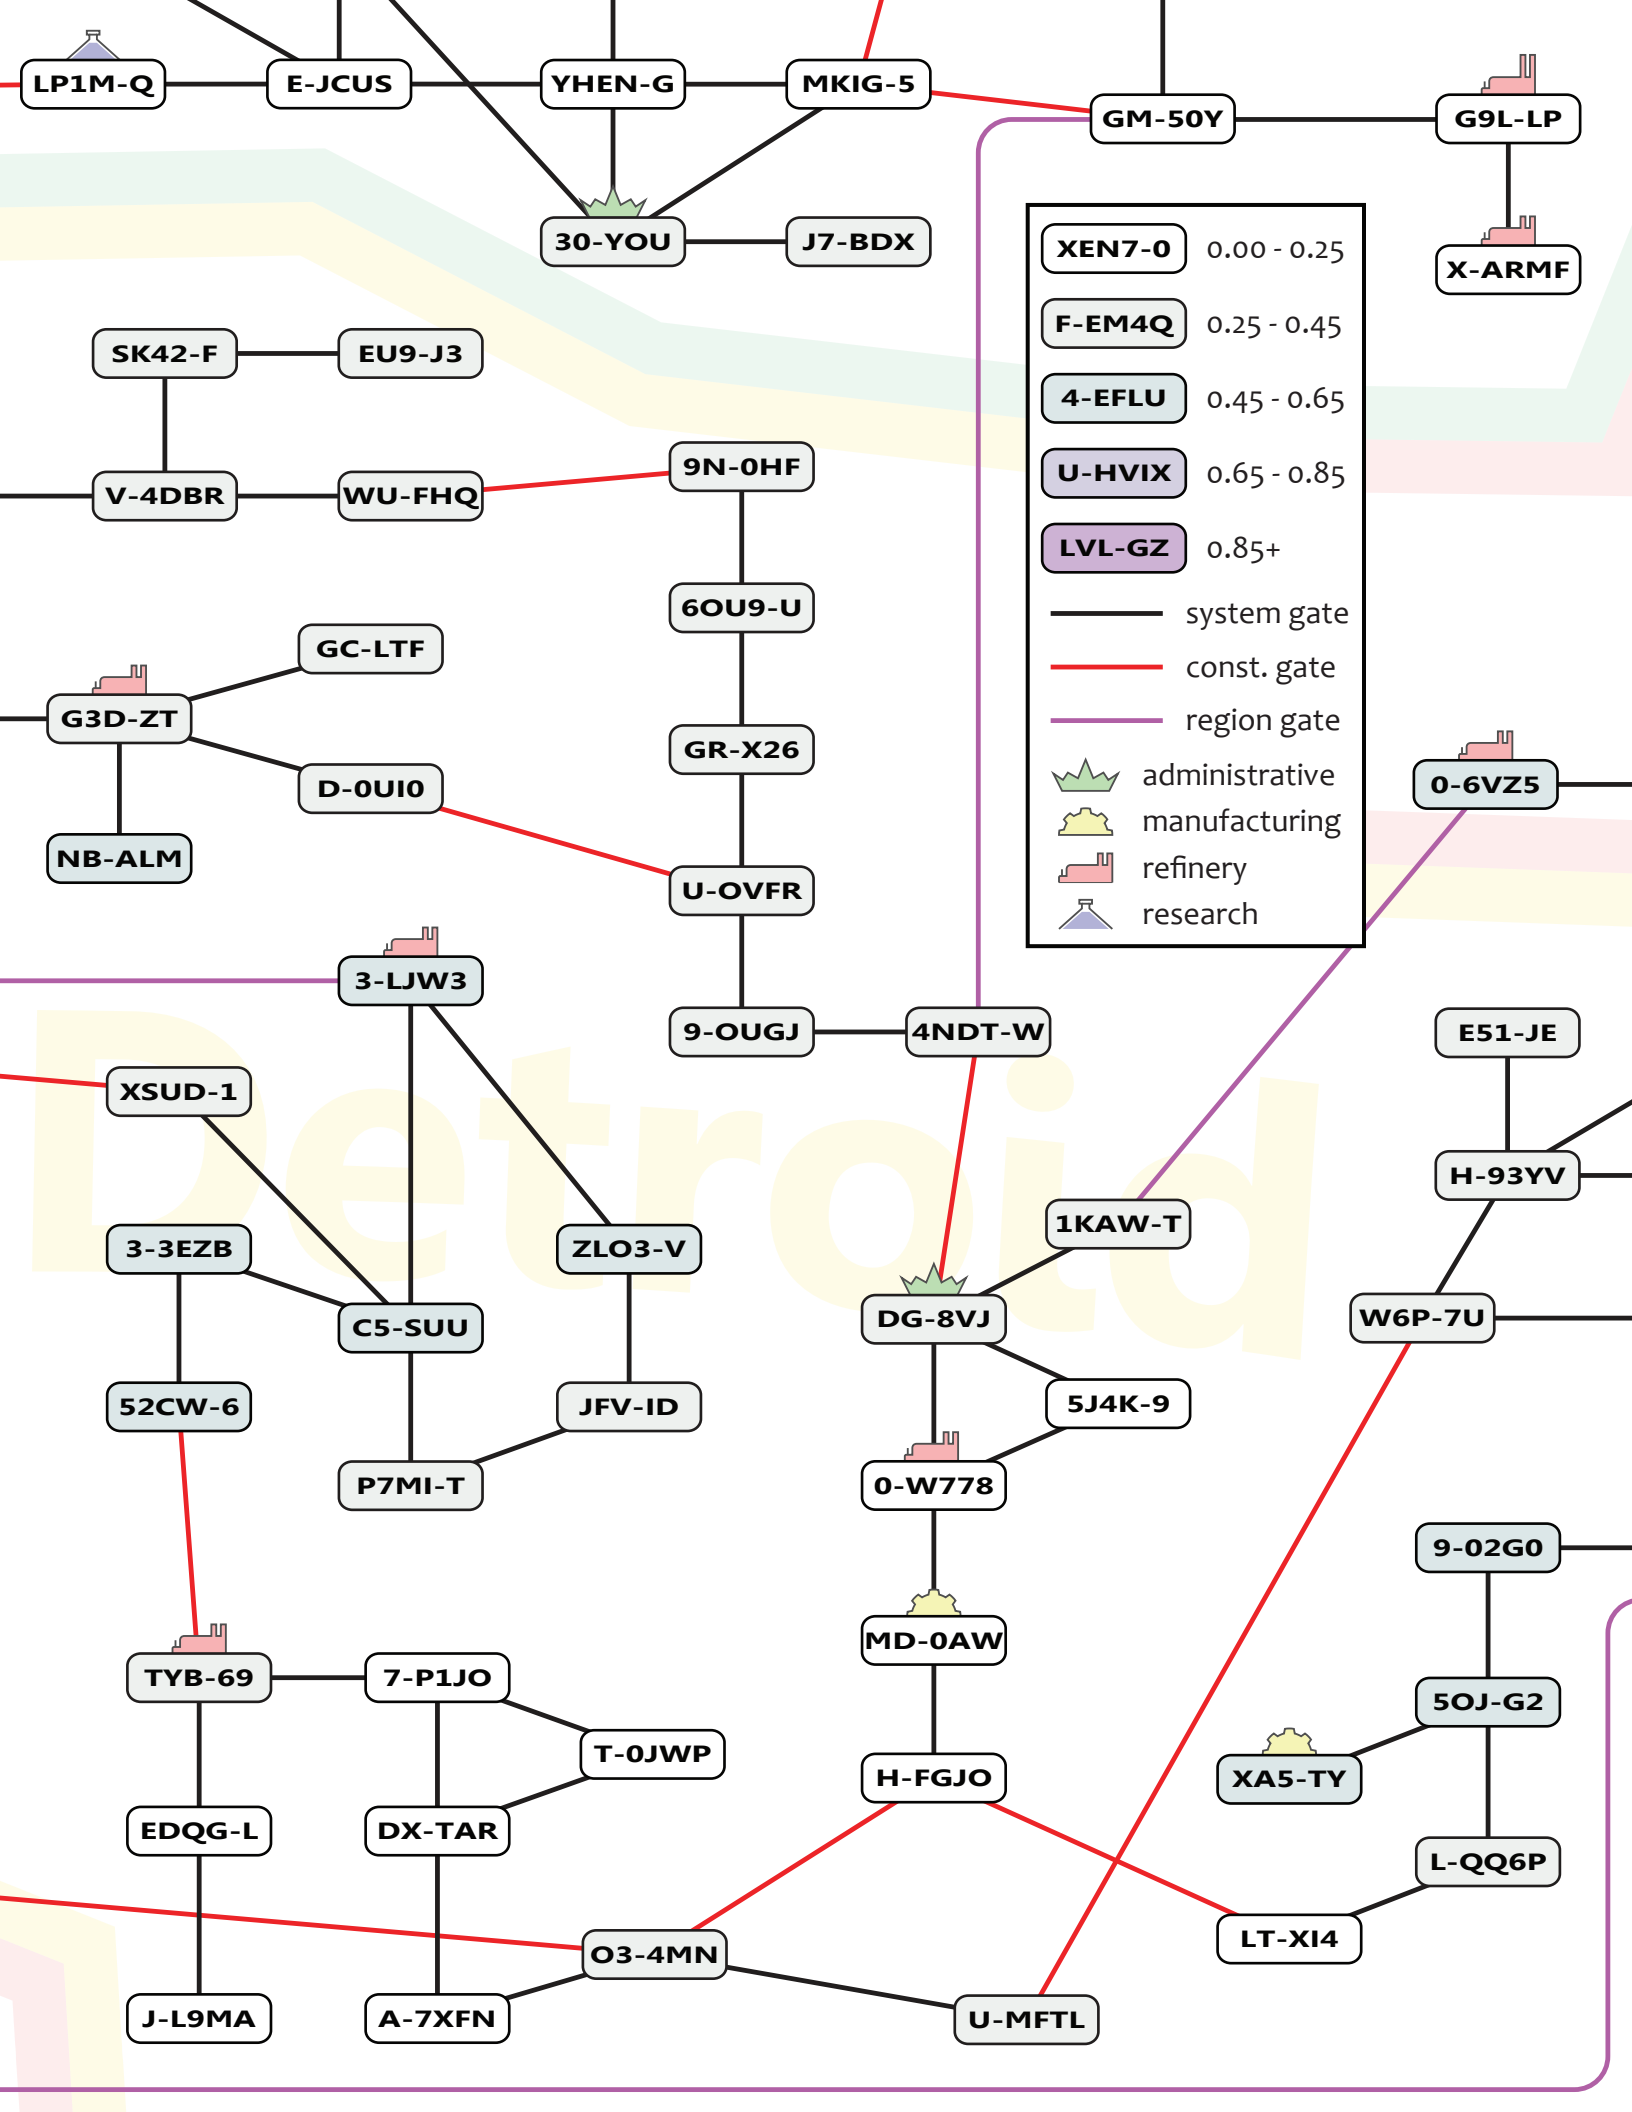 LP1M-Q
E-JCUS
YHEN-G
MKIG-5
GM-50Y
G9L-LP
30-YOU
J7-BDX
X-ARMF
XEN7-0 0.00 - 0.25
F-EM4Q 0.25 - 0.45
4-EFLU 0.45 - 0.65
U-HVIX 0.65 - 0.85
LVL-GZ 0.85+
system gate
const. gate
region gate
administrative
manufacturing
refinery
research
SK42-F
EU9-J3
V-4DBR
WU-FHQ
9N-0HF
6OU9-U
GC-LTF
G3D-ZT
GR-X26
D-0UI0
0-6VZ5
NB-ALM
U-OVFR
3-LJW3
9-OUGJ
4NDT-W
E51-JE
Detroid
XSUD-1
H-93YV
1KAW-T
3-3EZB
ZLO3-V
C5-SUU
DG-8VJ
W6P-7U
52CW-6
JFV-ID
5J4K-9
P7MI-T
0-W778
9-02G0
MD-0AW
TYB-69
7-P1JO
5OJ-G2
T-0JWP
H-FGJO
XA5-TY
EDQG-L
DX-TAR
L-QQ6P
LT-XI4
O3-4MN
J-L9MA
A-7XFN
U-MFTL